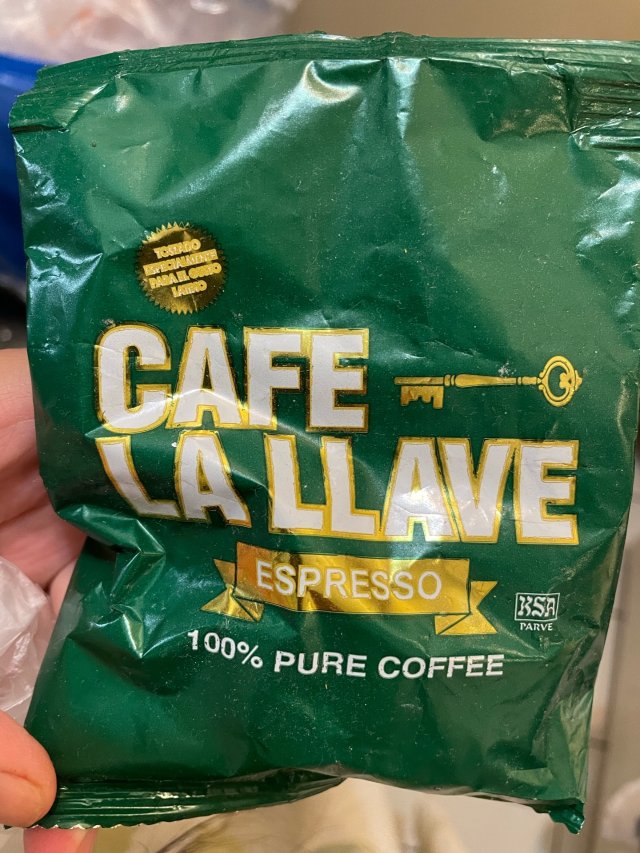 TOSTADO
ESPECIALMENTE
PARA EL GUSTO
LATINO
CAFE
LA LLAVE
ESPRESSO
KSA
PARVE
100% PURE COFFEE